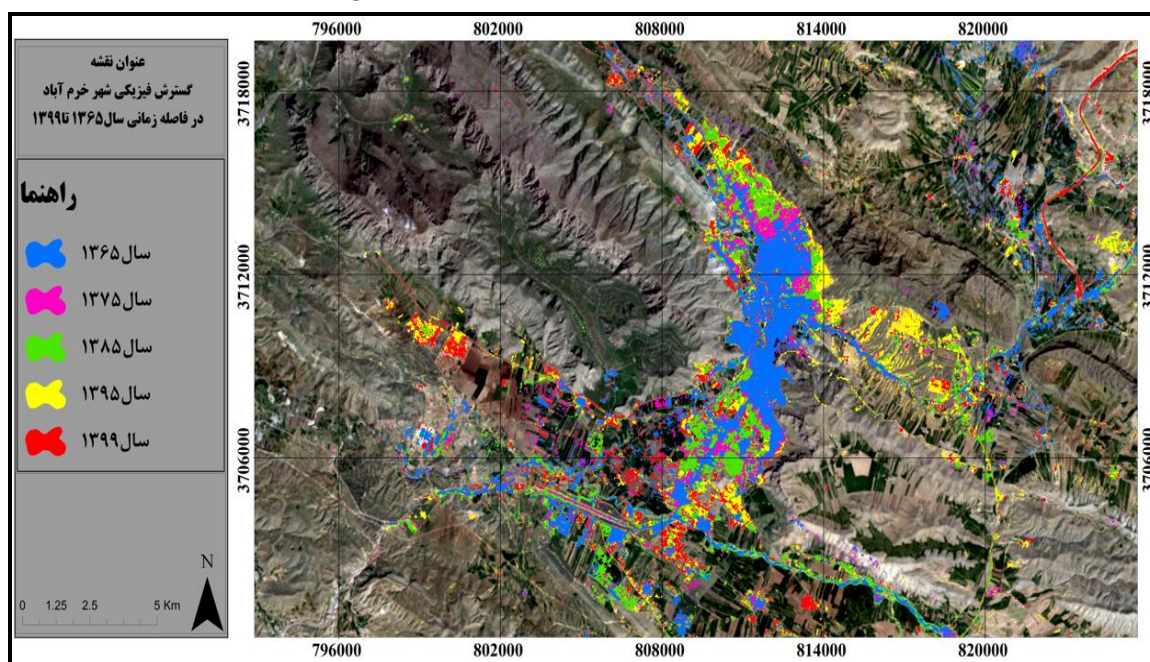 عنوان نقشه
گسترش فیزیکی شهر خرم آباد
در فاصله زمانی سال۱۳۶۵ تا۱۳۹۹
راهنما
سال۱۳۶۵
سال۱۳۷۵
سال۱۳۸۵
سال۱۳۹۵
سال۱۳۹۹
N
0 1.25 2.5 5 Km
796000 802000 808000 814000 820000
3718000 3718000
3712000 3712000
3706000 3706000
796000 802000 808000 814000 820000